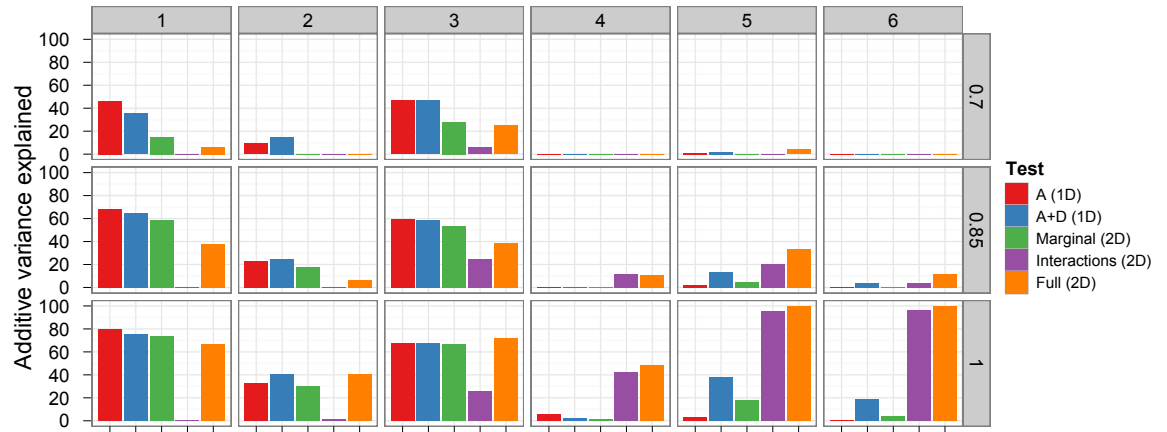 1 2 3 4 5 6
Additive variance explained
100
80
60
40
20
0
0.7
100
80
60
40
20
0
0.85
100
80
60
40
20
0
1
Test
A (1D)
A+D (1D)
Marginal (2D)
Interactions (2D)
Full (2D)